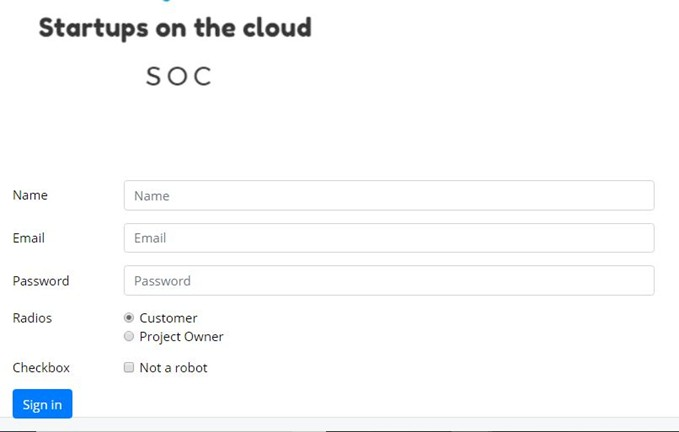 Startups on the cloud
SOC
Name Name
Email Email
Password Password
Radios Customer
Project Owner
Checkbox Not a robot
Sign in